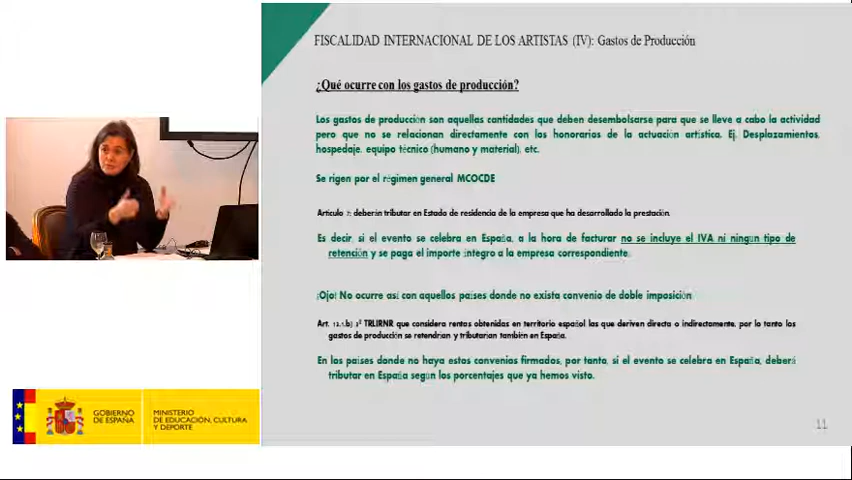 FISCALIDAD INTERNACIONAL DE LOS ARTISTAS (IV): Gastos de Producción
¿Qué ocurre con los gastos de producción?
Los gastos de producción son aquellas cantidades que deben desembolsarse para que se lleve a cabo la actividad
pero que no se relacionan directamente con los honorarios de la actuación artística. Ej. Desplazamientos,
hospedaje, equipo técnico (humano y material), etc.
Se rigen por el régimen general MCOCDE
Artículo 7: deberán tributar en Estado de residencia de la empresa que ha desarrollado la prestación.
Es decir, si el evento se celebra en España, a la hora de facturar no se incluye el IVA ni ningún tipo de
retención y se paga el importe íntegro a la empresa correspondiente.
¡Ojo! No ocurre así con aquellos países donde no exista convenio de doble imposición
Art. 13.1.b) 3º TRLIRNR que considera rentas obtenidas en territorio español las que deriven directa o indirectamente, por lo tanto los
gastos de producción se retendrían y tributarían también en España.
En los países donde no haya estos convenios firmados, por tanto, si el evento se celebra en España, deberá
tributar en España según los porcentajes que ya hemos visto.
11
GOBIERNO
DE ESPAÑA
MINISTERIO
DE EDUCACIÓN, CULTURA
Y DEPORTE